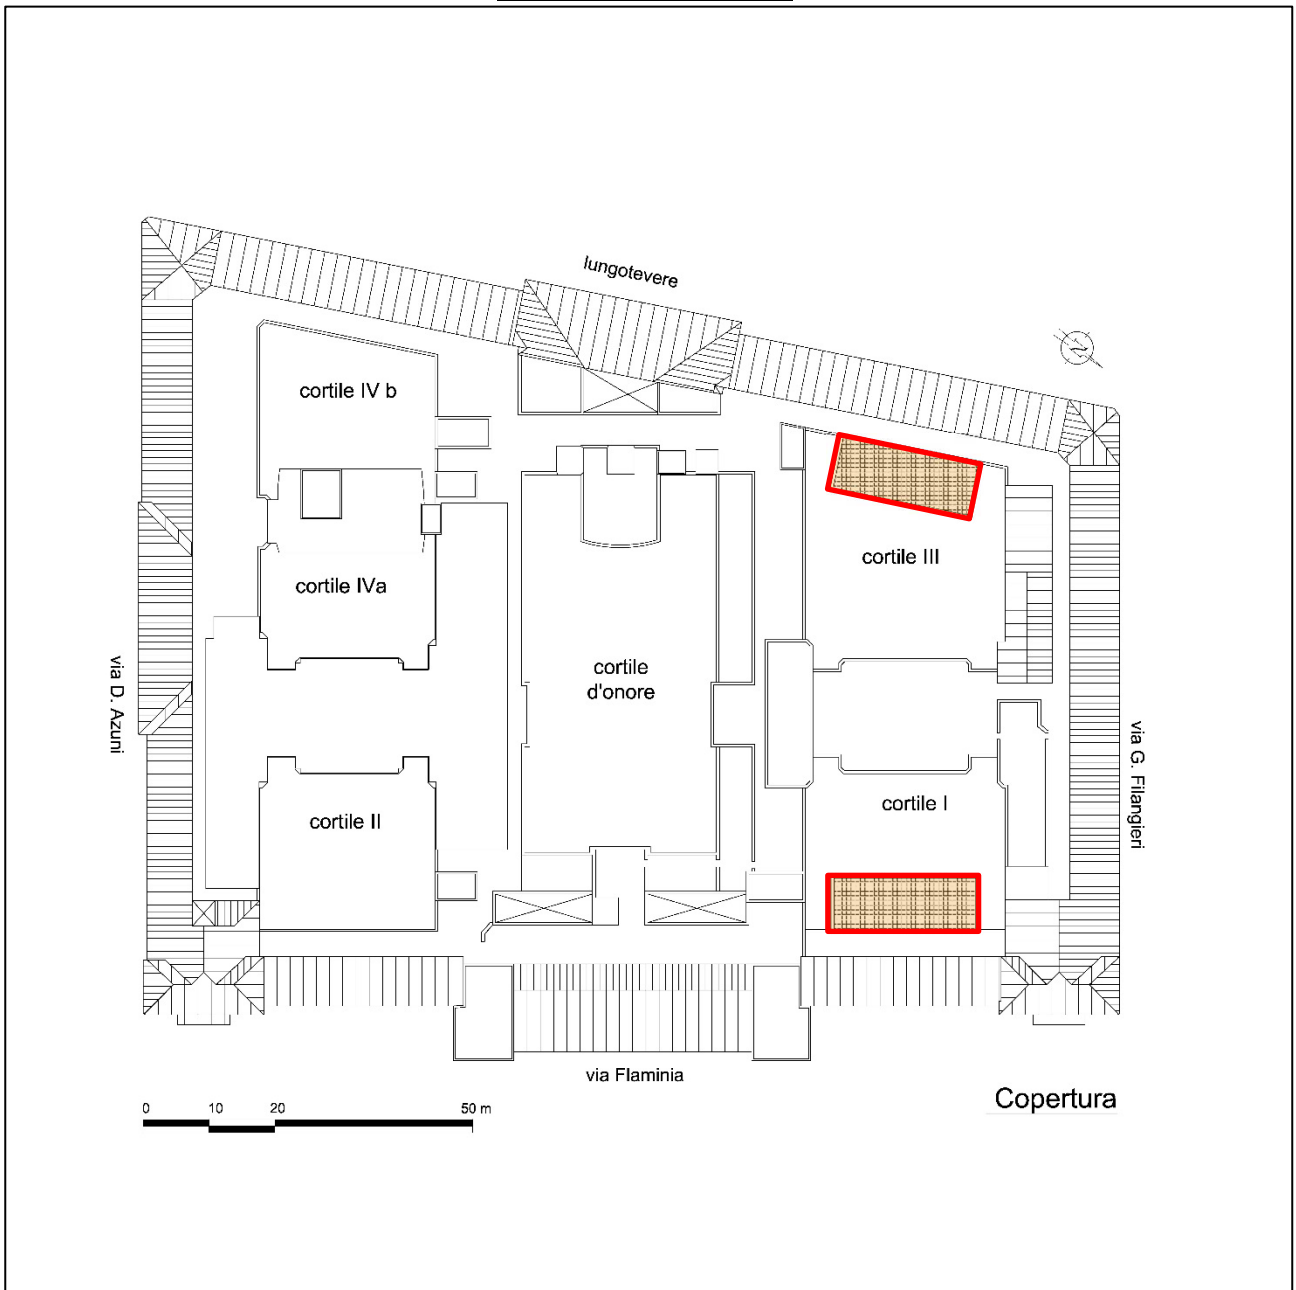 lungotevere
cortile IV b
cortile III
cortile IVa
cortile
d'onore
via D. Azuni
via G. Filangieri
cortile I
cortile II
via Flaminia
Copertura
0 10 20 50 m